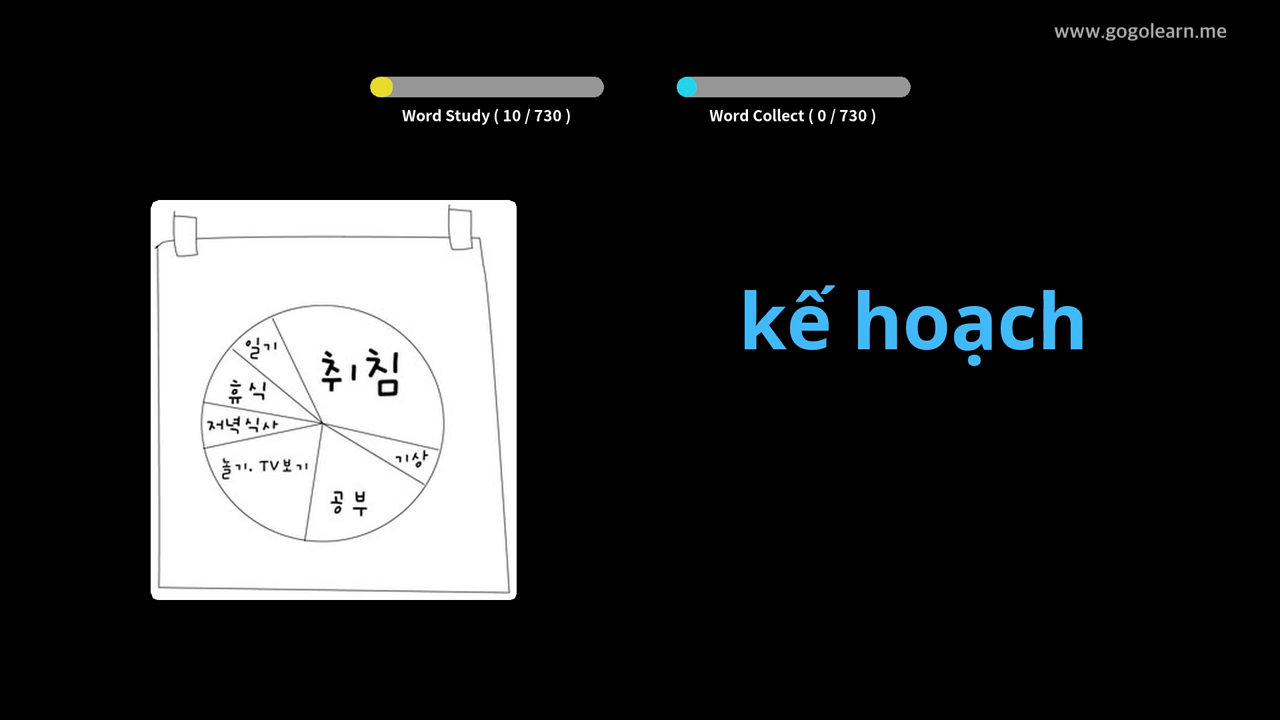 www.gogolearn.me
Word Study ( 10 / 730 )
Word Collect ( 0 / 730 )
일기
취침
휴식
저녁식사
놀기. TV보기
기상
공부
kế hoạch